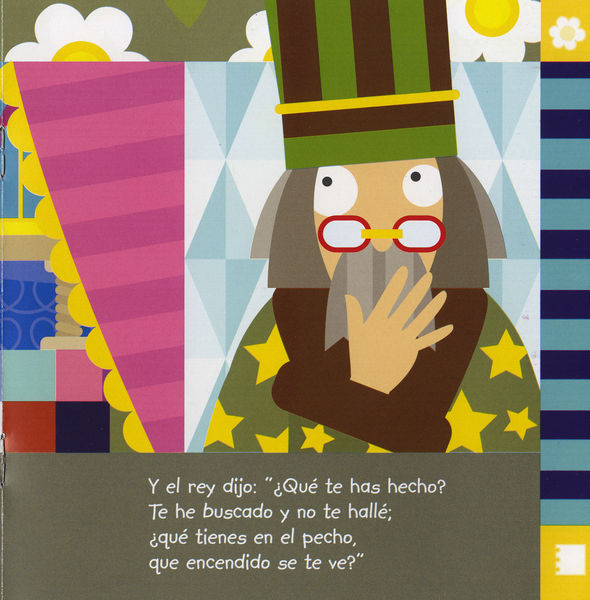 Y el rey dijo: "¿Qué te has hecho?
Te he buscado y no te hallé;
¿qué tienes en el pecho,
que encendido se te ve?"